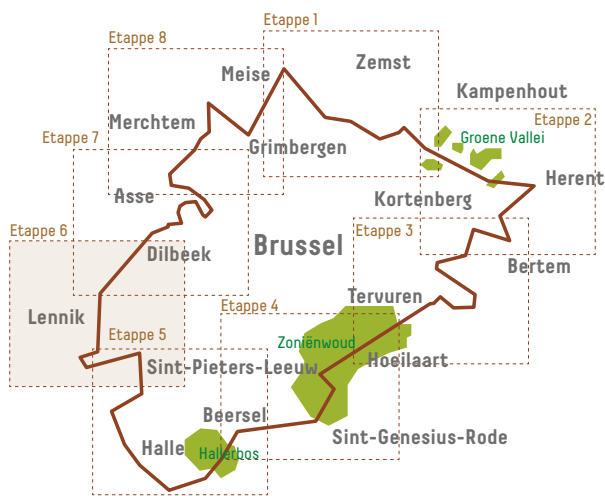 Etappe 1
Etappe 8
Zemst
Meise
Kampenhout
Etappe 2
Merchtem
Groene Vallei
Etappe 7
Grimbergen
Herent
Asse
Kortenberg
Etappe 6
Etappe 3
Brussel
Dilbeek
Bertem
Tervuren
Etappe 4
Lennik
Zoniënwoud
Etappe 5
Hoeilaart
Sint-Pieters-Leeuw
Beersel
Sint-Genesius-Rode
Halle
Hallerbos